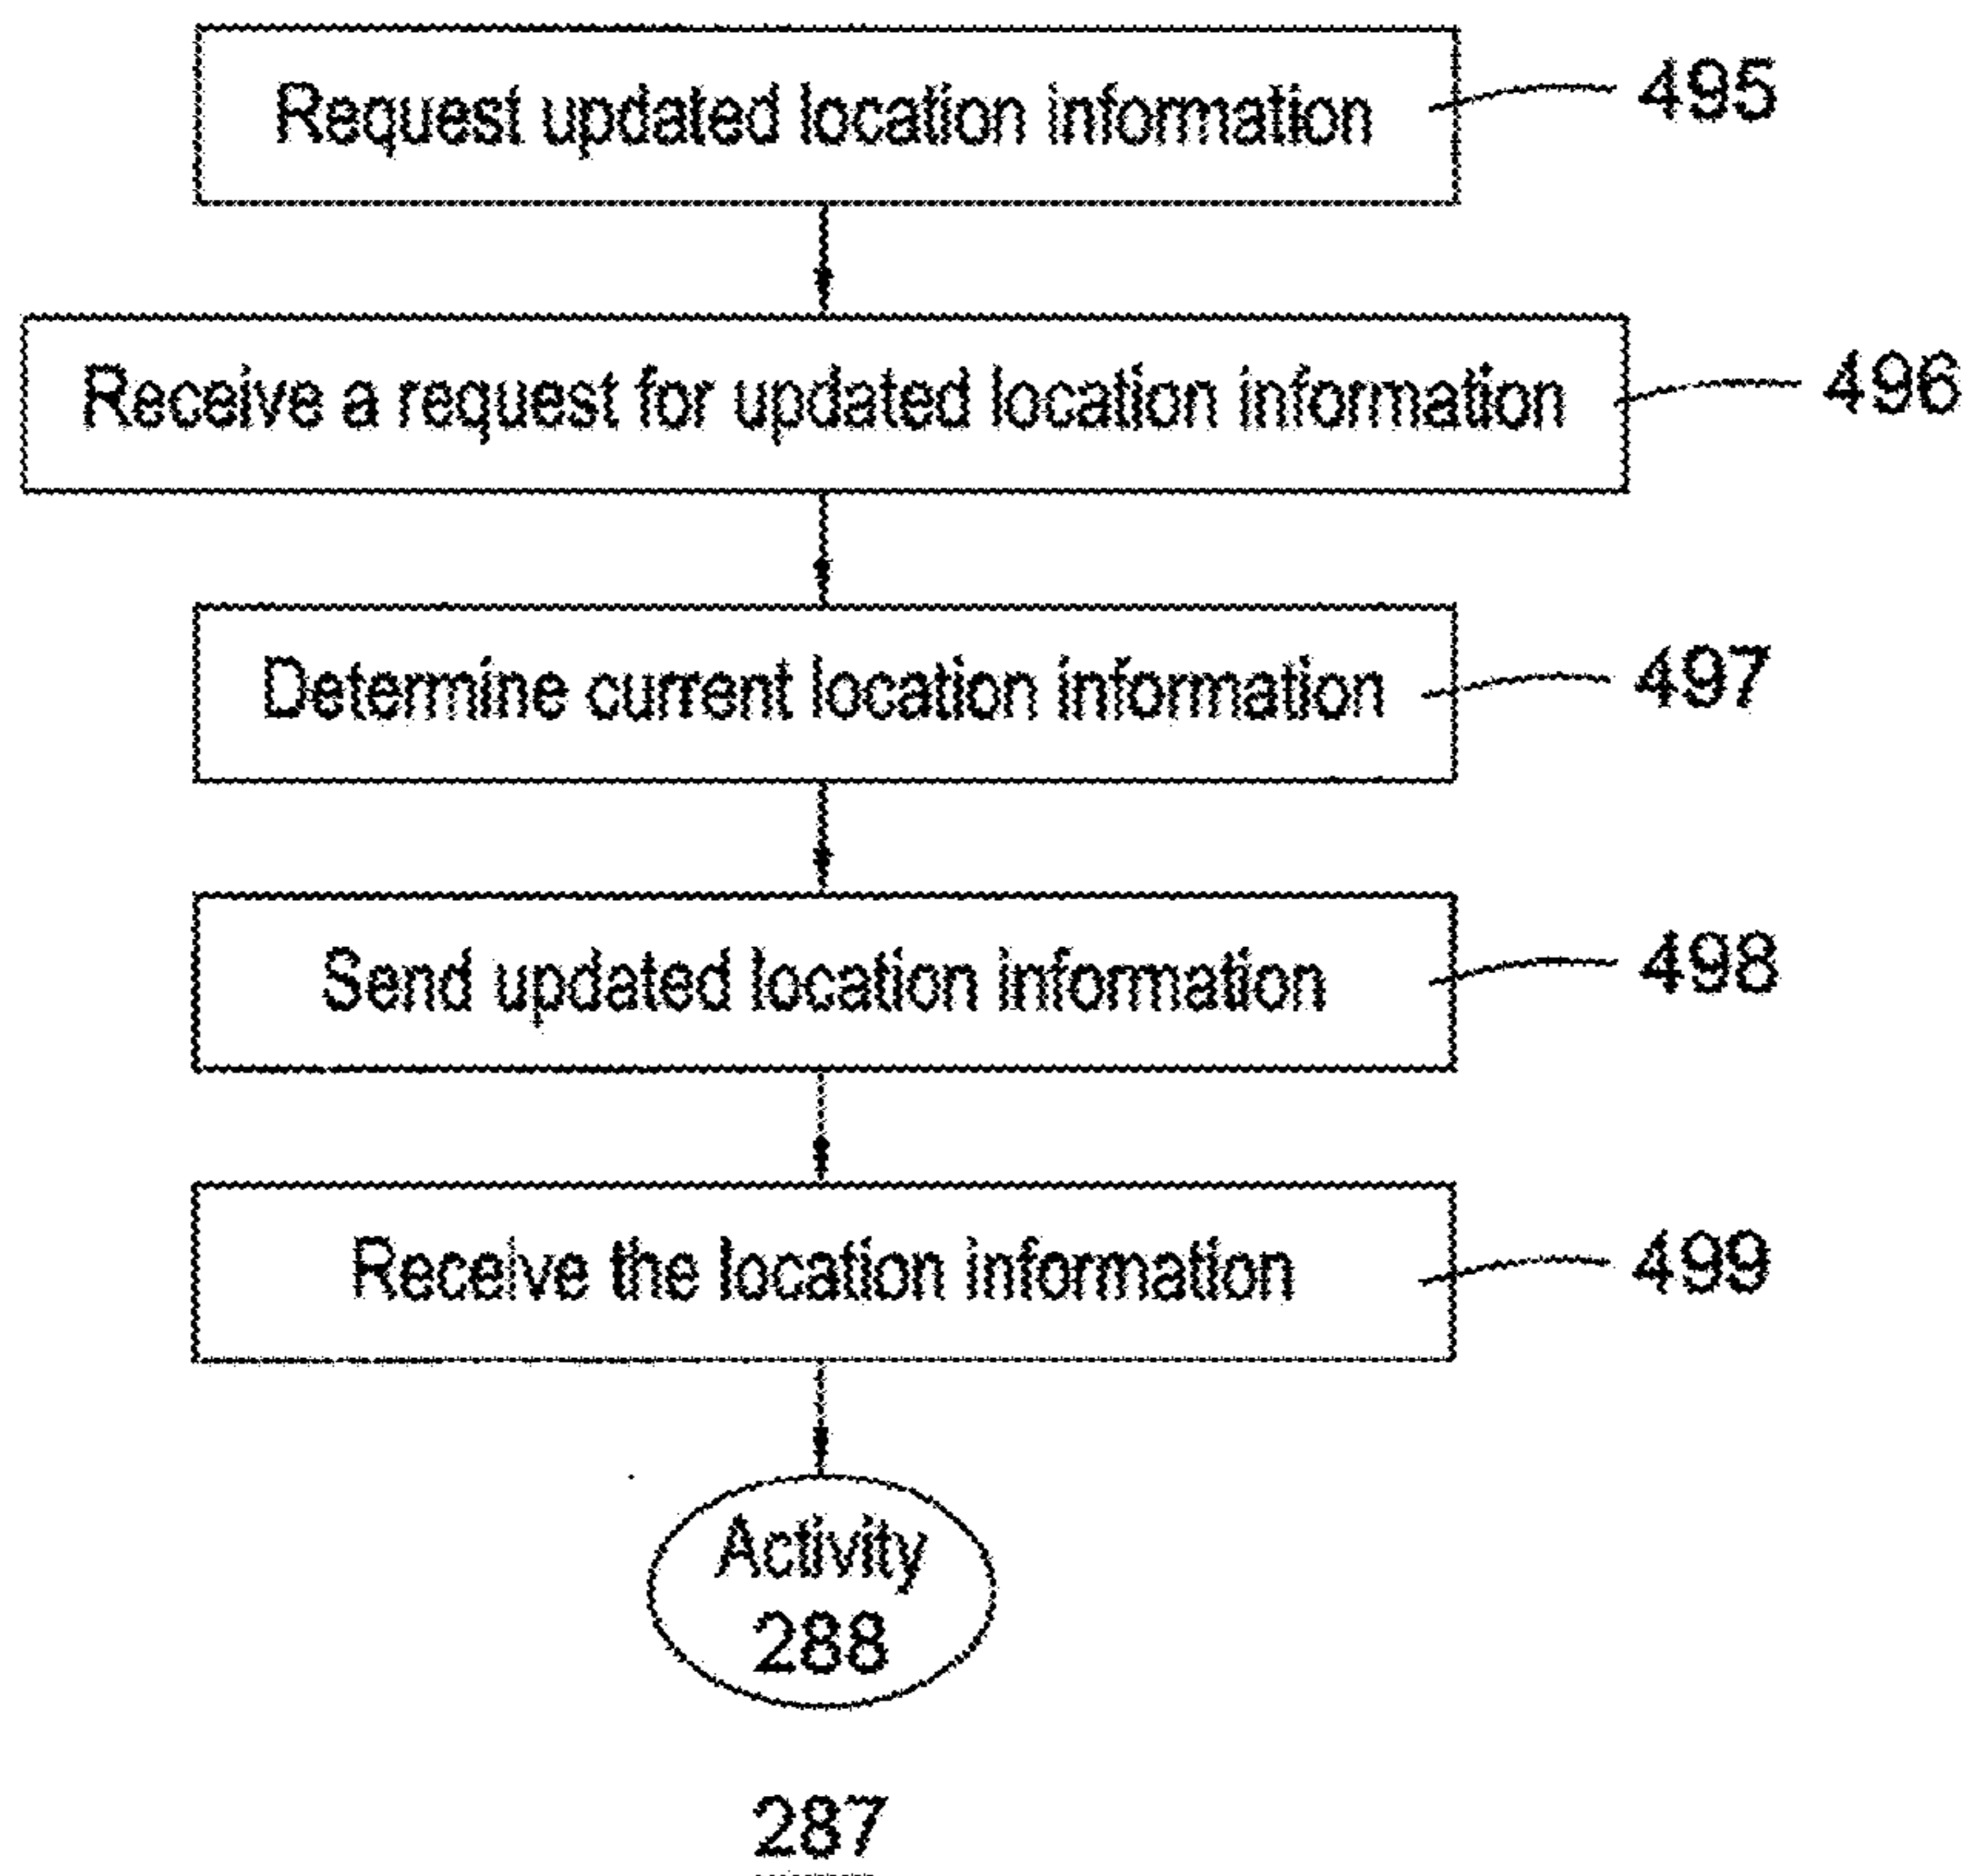 Request updated location information
495
Receive a request for updated location information
496
Determine current location information
497
Send updated location information
498
Receive the location information
499
Activity
288
287